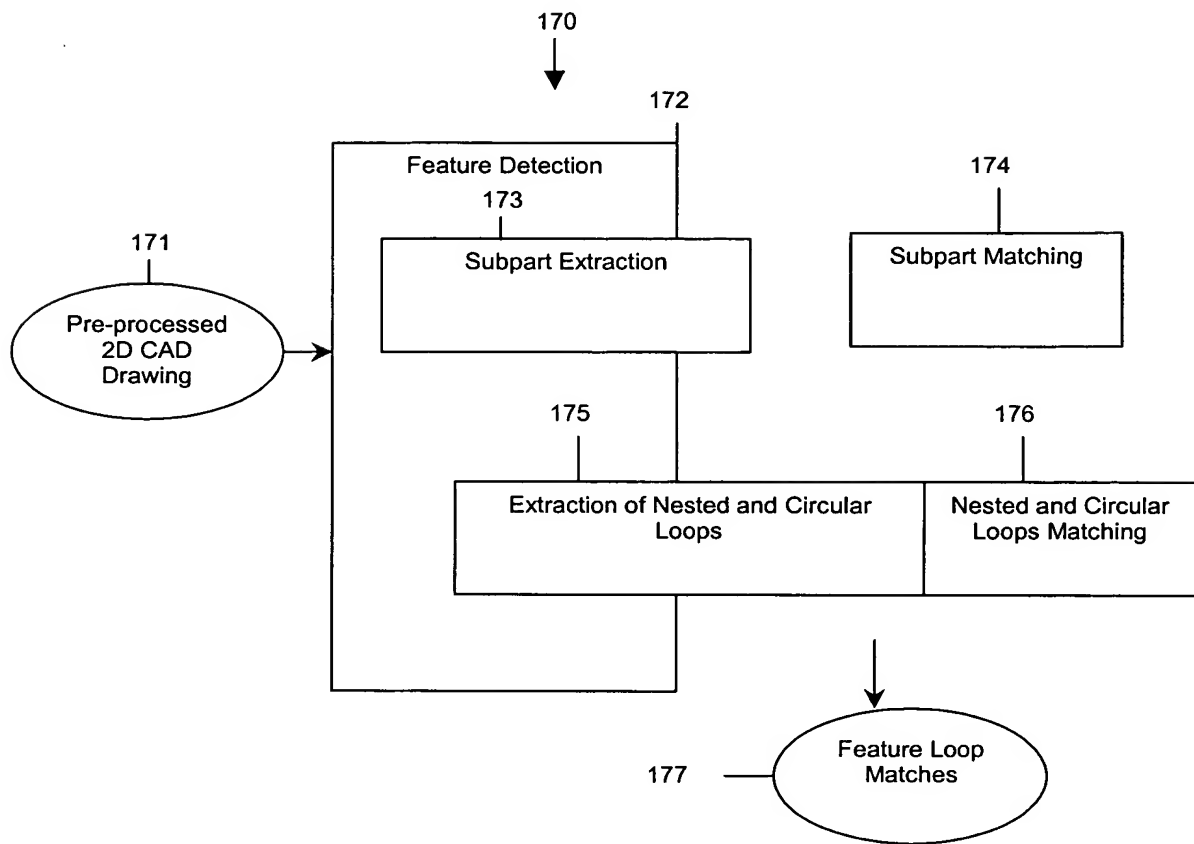 170
172
Feature Detection
174
173
171
Subpart Extraction
Subpart Matching
Pre-processed
2D CAD
Drawing
175
176
Extraction of Nested and Circular
Loops
Nested and Circular
Loops Matching
Feature Loop
Matches
177